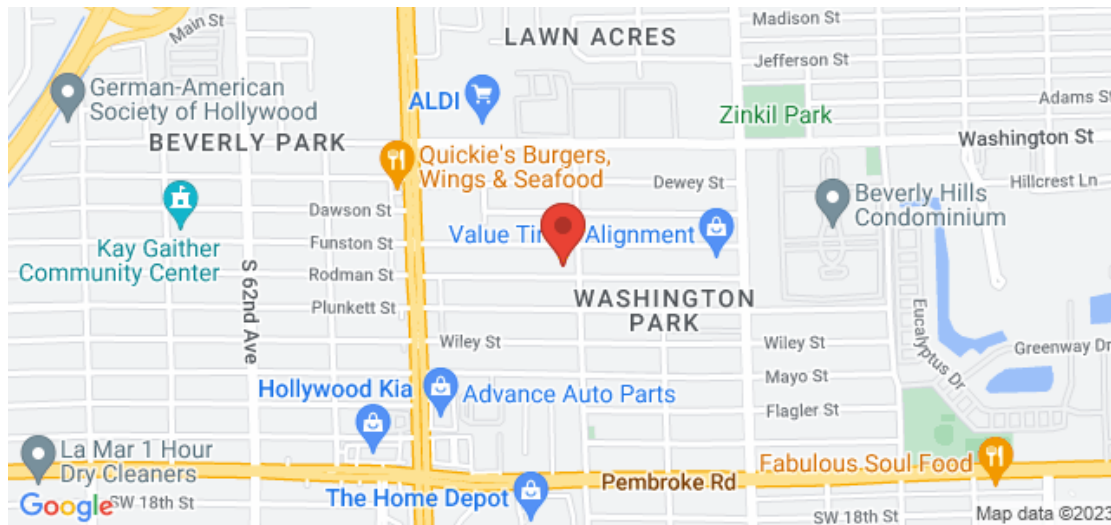 Main St
Madison St
LAWN ACRES
Jefferson St
German-American
Society of Hollywood
ALDI
Adams St
Zinkil Park
BEVERLY PARK
Washington St
Quickie's Burgers,
Wings & Seafood
Dewey St
Hillcrest Ln
Beverly Hills
Condominium
Dawson St
Kay Gaither
Community Center
Funston St
Value Tir Alignment
Rodman St
S 62nd Ave
WASHINGTON
PARK
Plunkett St
Eucalyptus Dr
Wiley St
Wiley St
Greenway Dr
Mayo St
Hollywood Kia
Advance Auto Parts
Flagler St
La Mar 1 Hour
Dry Cleaners
Fabulous Soul Food
Pembroke Rd
The Home Depot
Google
SW 18th St
SW 18th St
Map data ©2023